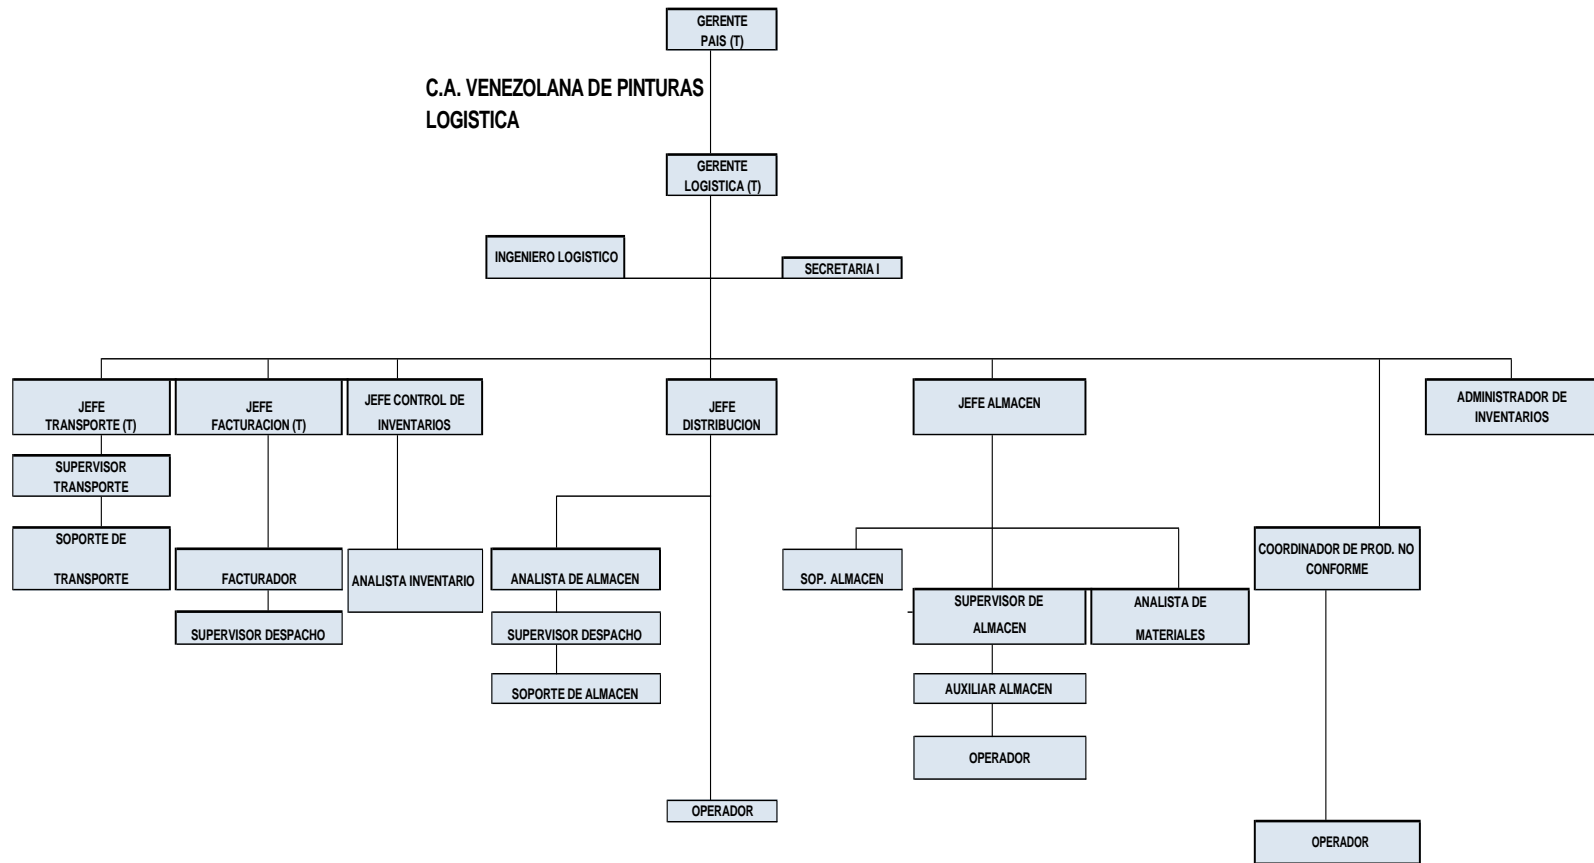 GERENTE
PAIS (T)
C.A. VENEZOLANA DE PINTURAS
LOGISTICA
GERENTE
LOGISTICA (T)
INGENIERO LOGISTICO
SECRETARIA I
JEFE
TRANSPORTE (T)
JEFE
FACTURACION (T)
JEFE CONTROL DE
INVENTARIOS
JEFE
DISTRIBUCION
JEFE ALMACEN
ADMINISTRADOR DE
INVENTARIOS
SUPERVISOR
TRANSPORTE
SOPORTE DE
TRANSPORTE
FACTURADOR
SUPERVISOR DESPACHO
ANALISTA INVENTARIO
ANALISTA DE ALMACEN
SUPERVISOR DESPACHO
SOPORTE DE ALMACEN
OPERADOR
SOP. ALMACEN
SUPERVISOR DE
ALMACEN
ANALISTA DE
MATERIALES
AUXILIAR ALMACEN
OPERADOR
COORDINADOR DE PROD. NO
CONFORME
OPERADOR